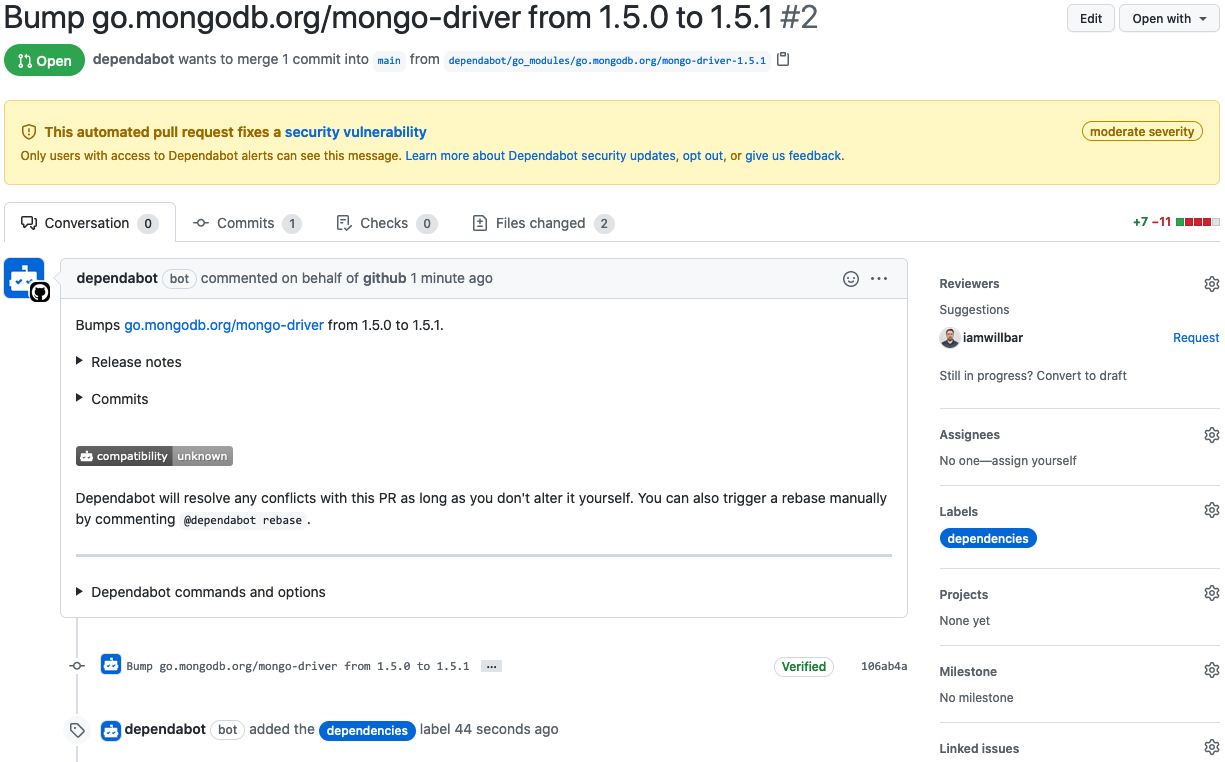 Bump go.mongodb.org/mongo-driver from 1.5.0 to 1.5.1 #2
Edit
Open with
Open
dependabot wants to merge 1 commit into main from dependabot/go_modules/go.mongodb.org/mongo-driver-1.5.1
This automated pull request fixes a security vulnerability
moderate severity
Only users with access to Dependabot alerts can see this message. Learn more about Dependabot security updates, opt out, or give us feedback.
Conversation 0
Commits 1
Checks 0
Files changed 2
+7 −11
dependabot bot commented on behalf of github 1 minute ago
Bumps go.mongodb.org/mongo-driver from 1.5.0 to 1.5.1.
Release notes
Commits
compatibility unknown
Dependabot will resolve any conflicts with this PR as long as you don't alter it yourself. You can also trigger a rebase manually
by commenting @dependabot rebase.
Dependabot commands and options
Bump go.mongodb.org/mongo-driver from 1.5.0 to 1.5.1 …
Verified
106ab4a
dependabot bot added the dependencies label 44 seconds ago
Reviewers
Suggestions
iamwillbar
Request
Still in progress? Convert to draft
Assignees
No one—assign yourself
Labels
dependencies
Projects
None yet
Milestone
No milestone
Linked issues